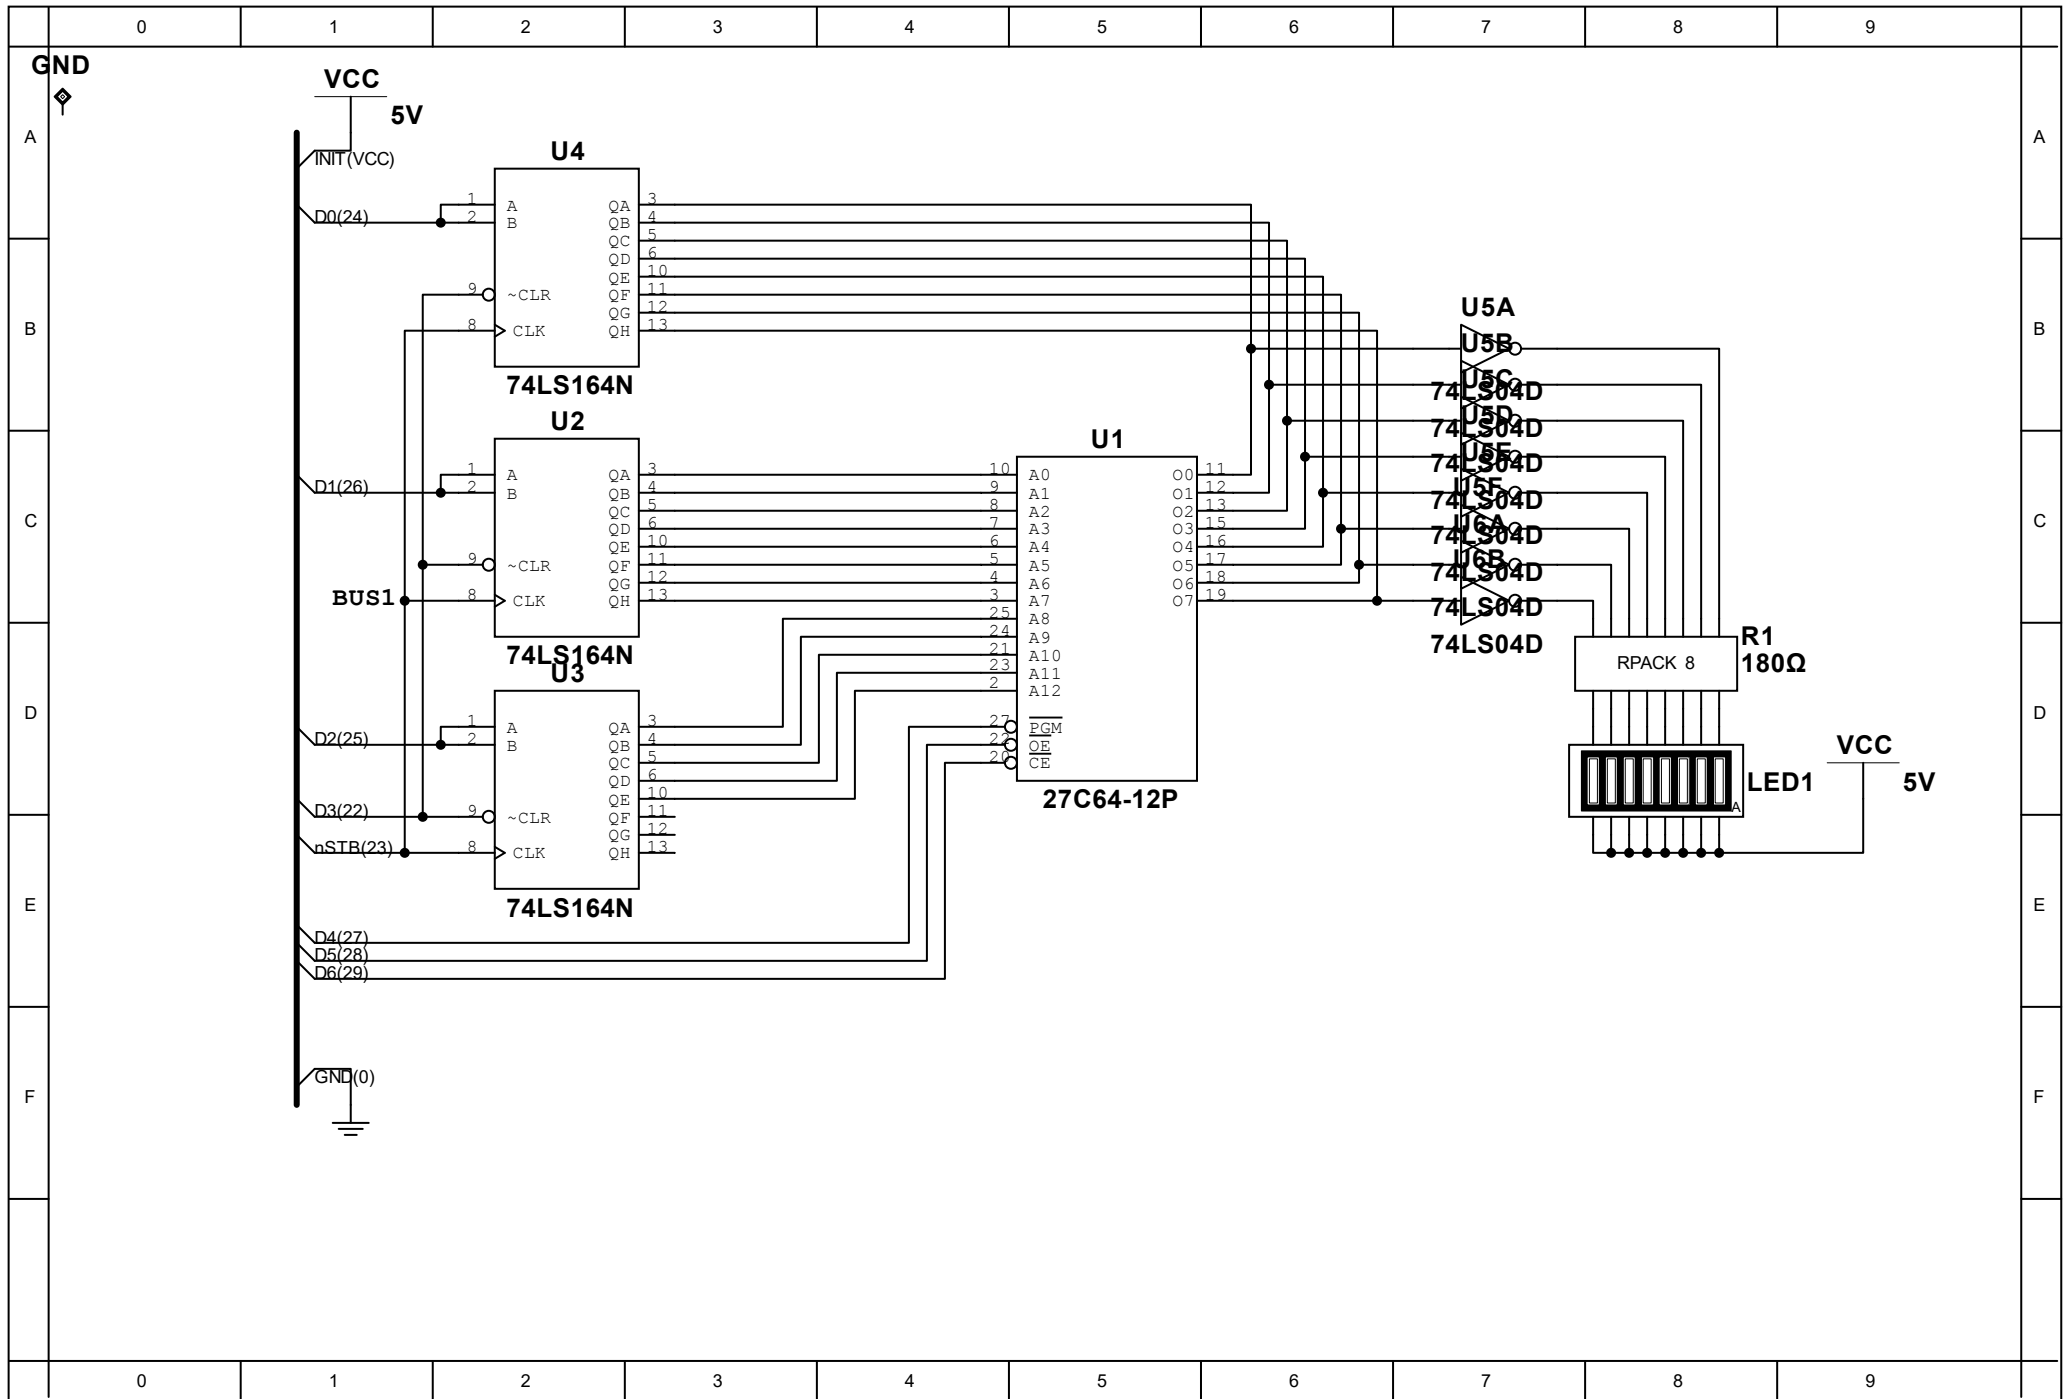 0 1 2 3 4 5 6 7 8 9
GND
VCC
5V
A A
INIT(VCC)
U4
D0(24)
1 A QA 3
2 B QB 4
QC 5
QD 6
QE 10
9 ~CLR QF 11
QG 12
8 CLK QH 13
74LS164N
B B
U5A
U5B
U5C
74LS04D
U5D
74LS04D
U5E
74LS04D
U5F
74LS04D
U6A
74LS04D
U6B
74LS04D
74LS04D
74LS04D
U2
D1(26)
1 A QA 3
2 B QB 4
QC 5
QD 6
QE 10
9 ~CLR QF 11
QG 12
BUS1
8 CLK QH 13
74LS164N
C C
U1
10 A0 O0 11
9 A1 O1 12
8 A2 O2 13
7 A3 O3 15
6 A4 O4 16
5 A5 O5 17
4 A6 O6 18
3 A7 O7 19
25 A8
24 A9
21 A10
23 A11
2 A12
27 PGM
22 OE
20 CE
27C64-12P
R1
RPACK 8
180Ω
D D
U3
D2(25)
1 A QA 3
2 B QB 4
QC 5
QD 6
QE 10
D3(22)
9 ~CLR QF 11
QG 12
nSTB(23)
8 CLK QH 13
74LS164N
LED1
A
VCC
5V
E E
D4(27)
D5(28)
D6(29)
GND(0)
F F
0 1 2 3 4 5 6 7 8 9